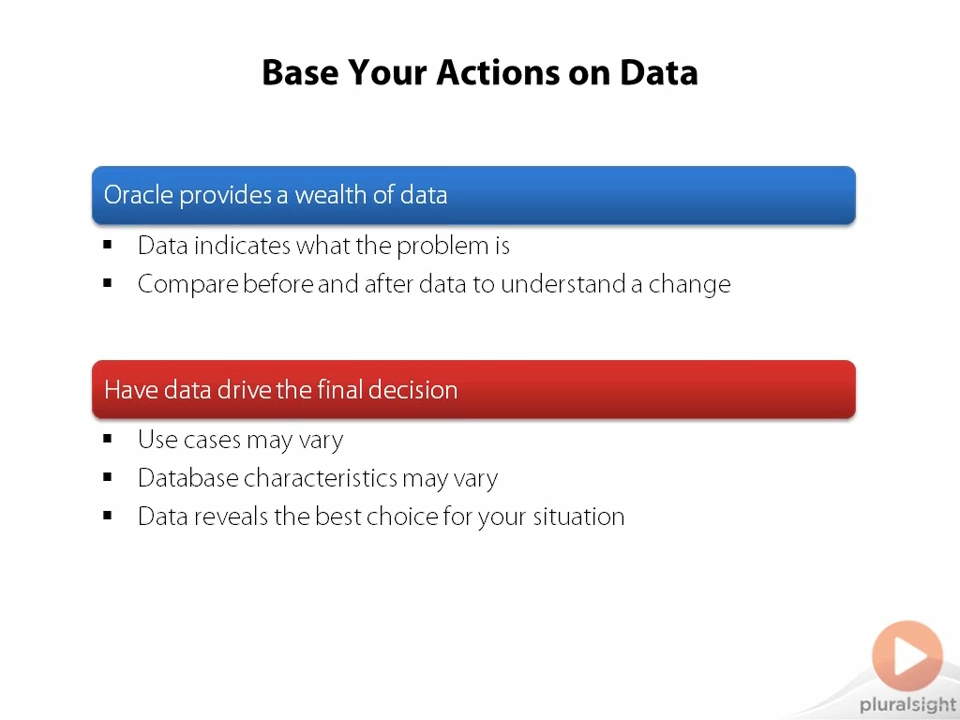 Base Your Actions on Data
Oracle provides a wealth of data
▪ Data indicates what the problem is
▪ Compare before and after data to understand a change
Have data drive the final decision
▪ Use cases may vary
▪ Database characteristics may vary
▪ Data reveals the best choice for your situation
pluralsight